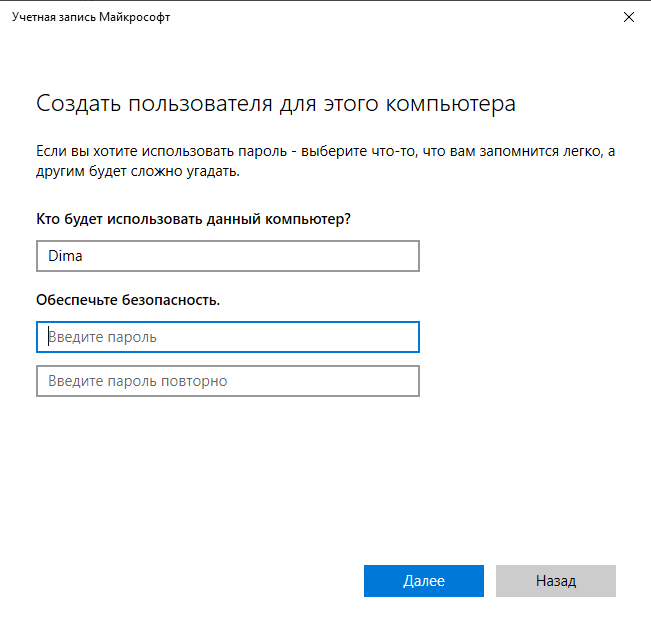 Учетная запись Майкрософт
Создать пользователя для этого компьютера
Если вы хотите использовать пароль - выберите что-то, что вам запомнится легко, а
другим будет сложно угадать.
Кто будет использовать данный компьютер?
Dima
Обеспечьте безопасность.
Введите пароль
Введите пароль повторно
Далее
Назад